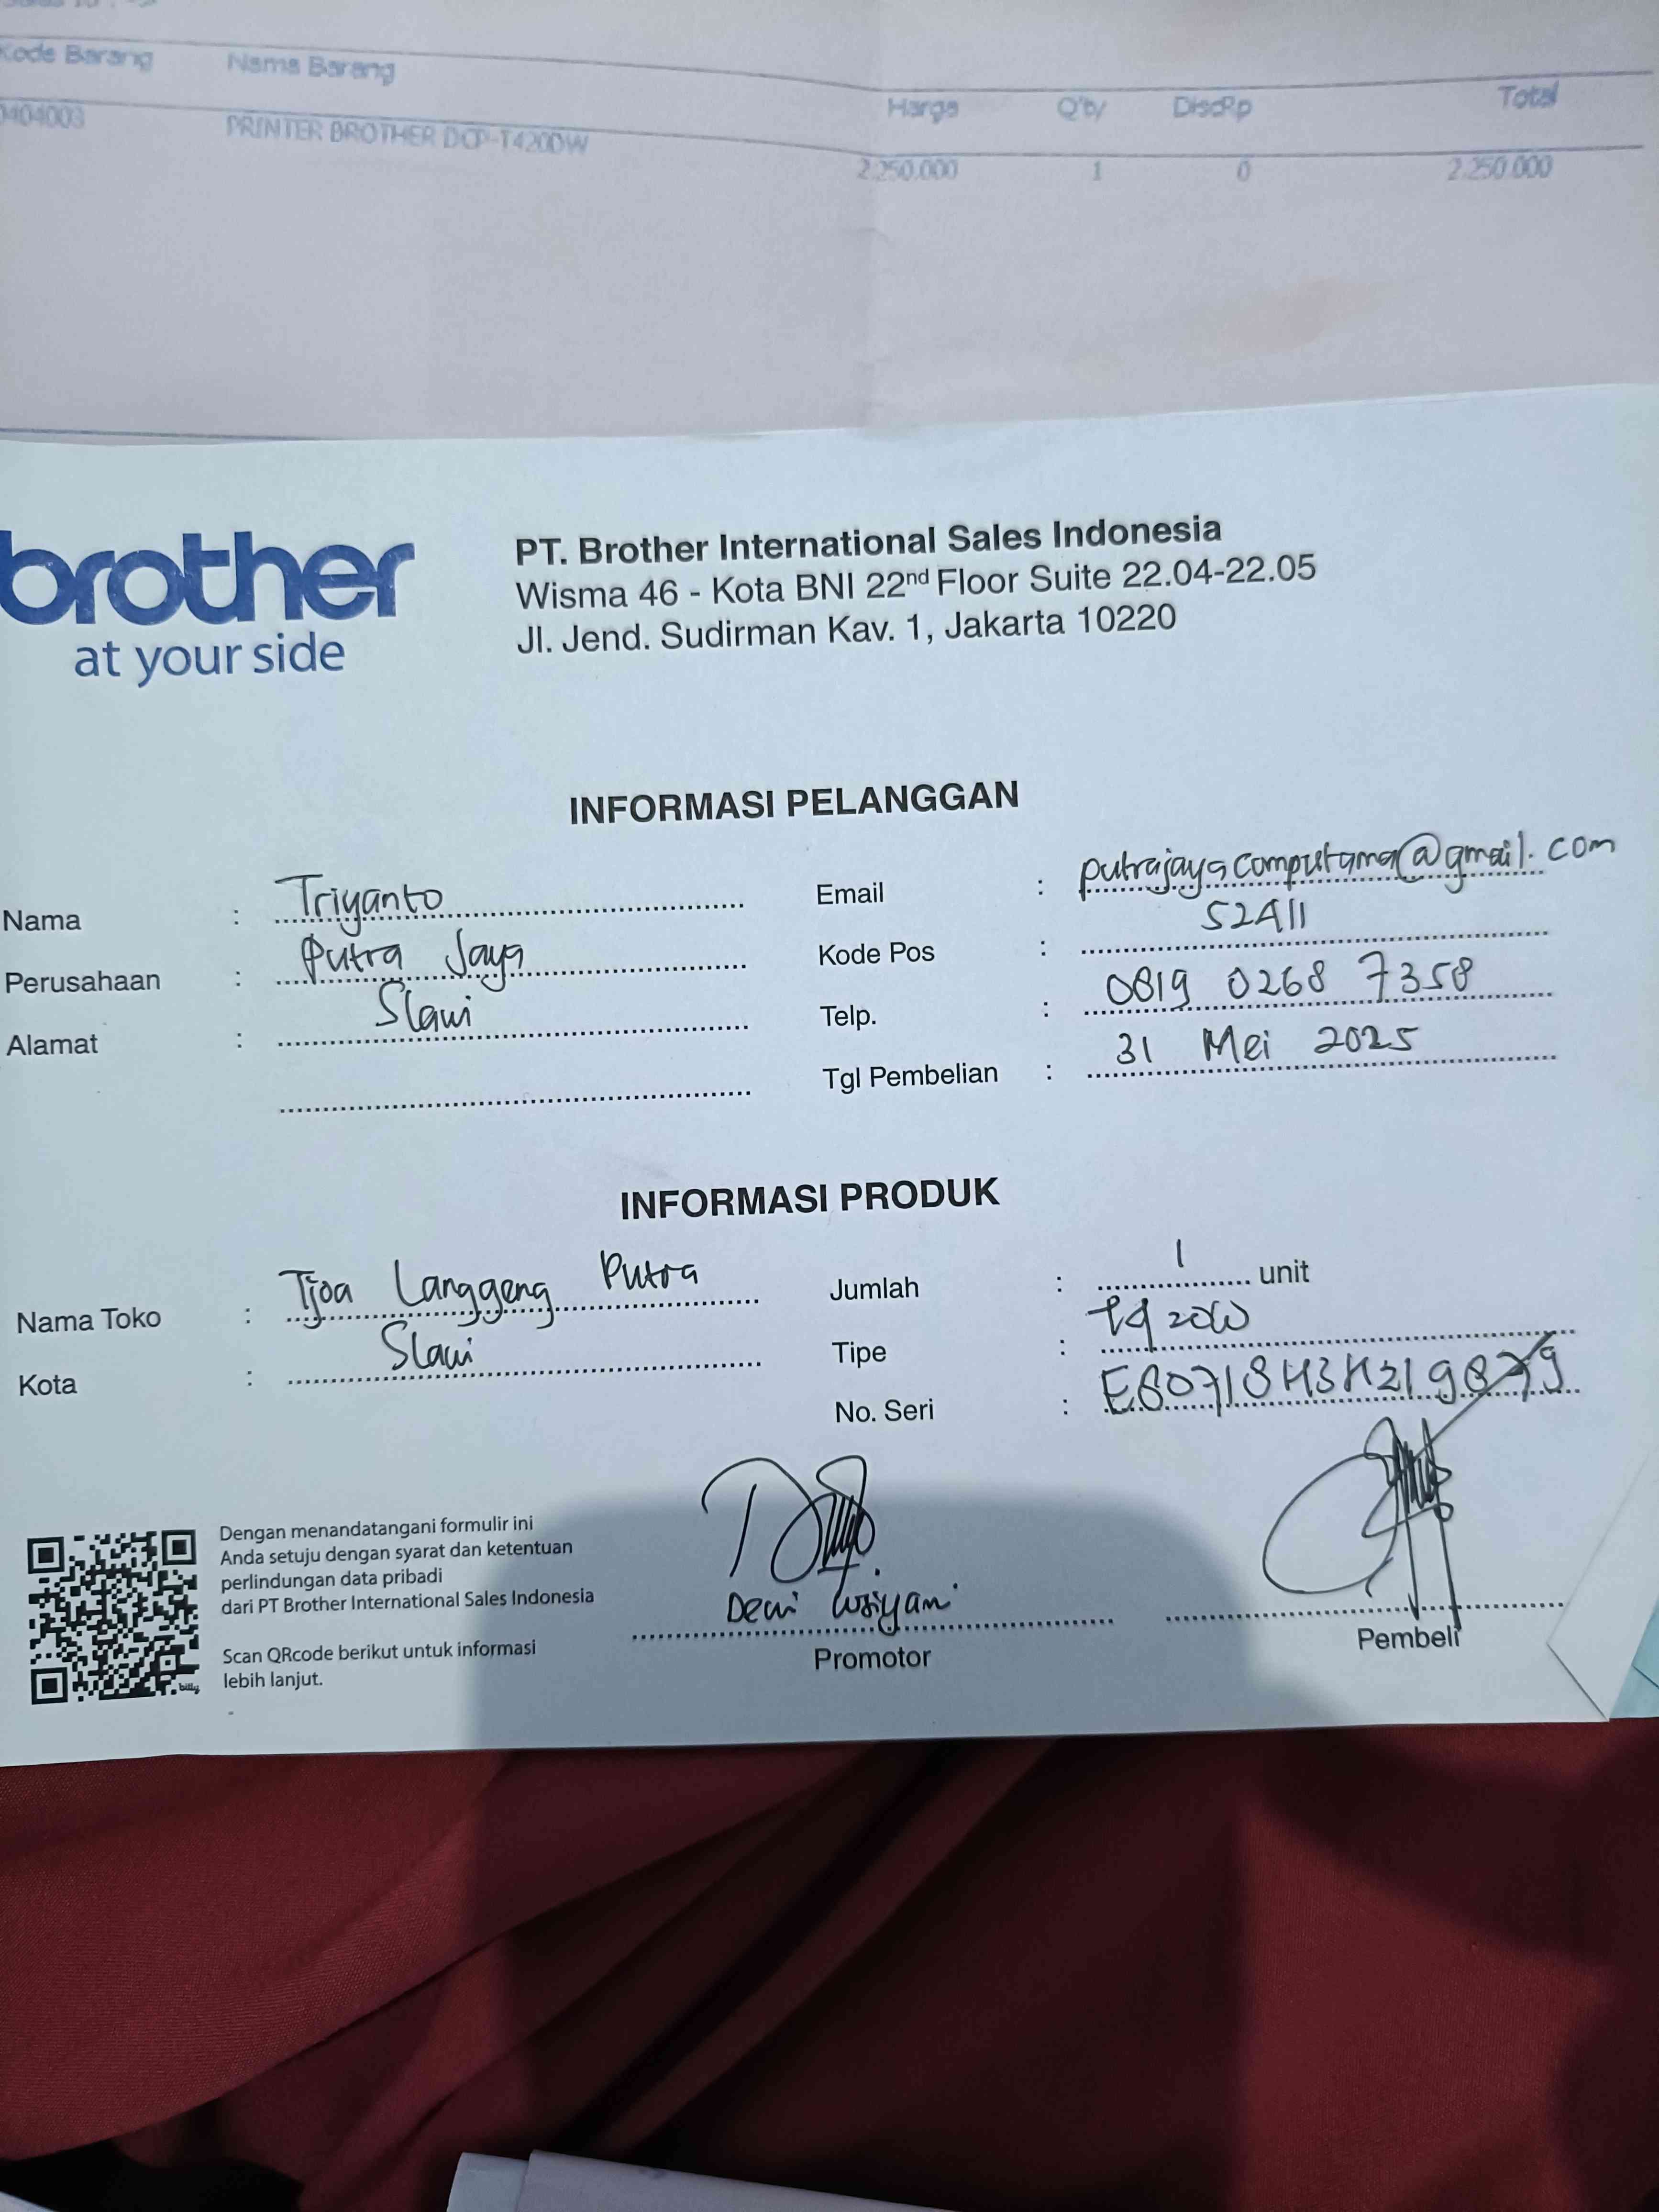 Kode Barang Nama Barang Harga Q'ty DiscRp Total
0404003 PRINTER BROTHER DCP-T420DW 2.250.000 1 0 2.250.000
brother
at your side
PT. Brother International Sales Indonesia
Wisma 46 - Kota BNI 22nd Floor Suite 22.04-22.05
Jl. Jend. Sudirman Kav. 1, Jakarta 10220
INFORMASI PELANGGAN
Nama : Triyanto
Perusahaan : Putra Jaya
Alamat : Slawi
Email : putrajayacomputama@gmail.com
Kode Pos : 52411
Telp. : 0819 0268 7358
Tgl Pembelian : 31 Mei 2025
INFORMASI PRODUK
Nama Toko : Tjoa Langgeng Putra
Kota : Slawi
Jumlah : 1 unit
Tipe : T420W
No. Seri :
Dengan menandatangani formulir ini
Anda setuju dengan syarat dan ketentuan
perlindungan data pribadi
dari PT Brother International Sales Indonesia
Scan QRcode berikut untuk informasi
lebih lanjut.
billy
Dewi
Promotor
Pembeli